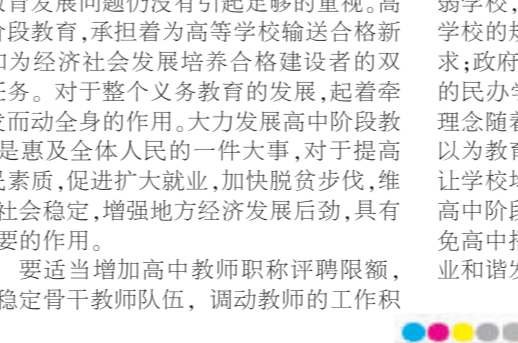 教育发展问题仍没有引起足够的重视。高
阶段教育,承担着为高等学校输送合格新
和为经济社会发展培养合格建设者的双
任务。对于整个义务教育的发展,起着牵
发而动全身的作用。大力发展高中阶段教
是惠及全体人民的一件大事,对于提高
民素质,促进扩大就业,加快脱贫步伐,维
社会稳定,增强地方经济发展后劲,具有
要的作用。
要适当增加高中教师职称评聘限额,
稳定骨干教师队伍,调动教师的工作积
弱学校,
学校的规
求;政府
的民办学
理念随着
以为教育
让学校均
高中阶段
免高中择
业和谐发